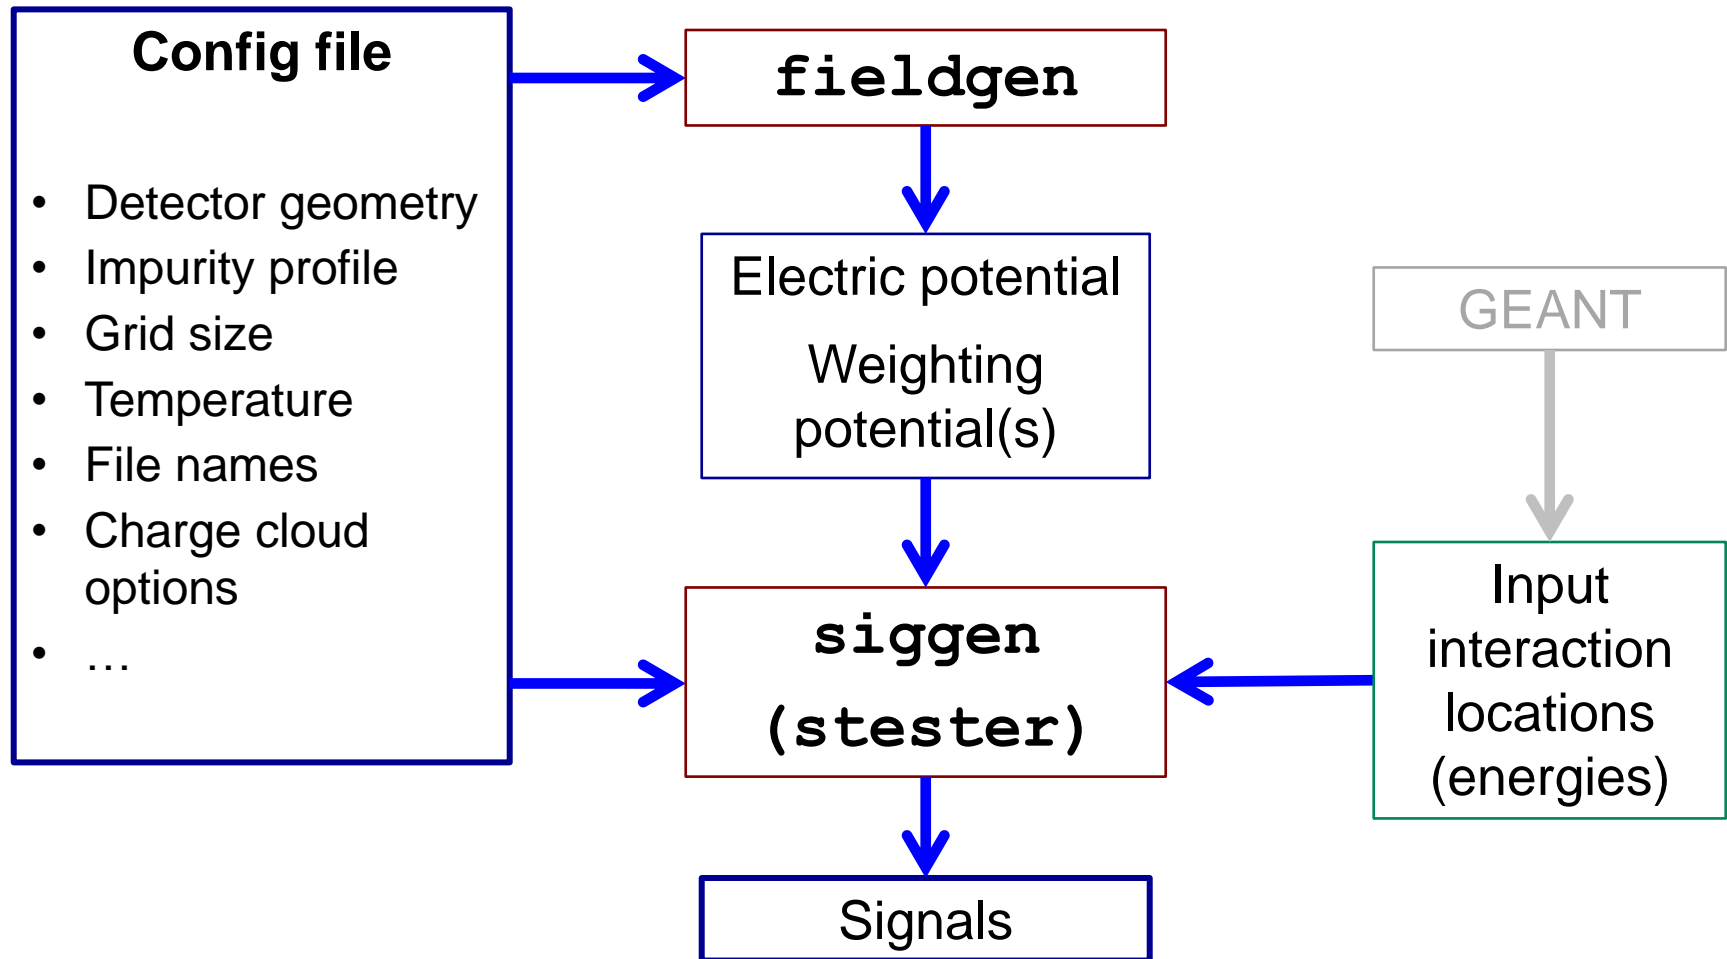 Config file
• Detector geometry
• Impurity profile
• Grid size
• Temperature
• File names
• Charge cloud
options
• …
fieldgen
Electric potential
Weighting
potential(s)
siggen
(stester)
Signals
GEANT
Input
interaction
locations
(energies)